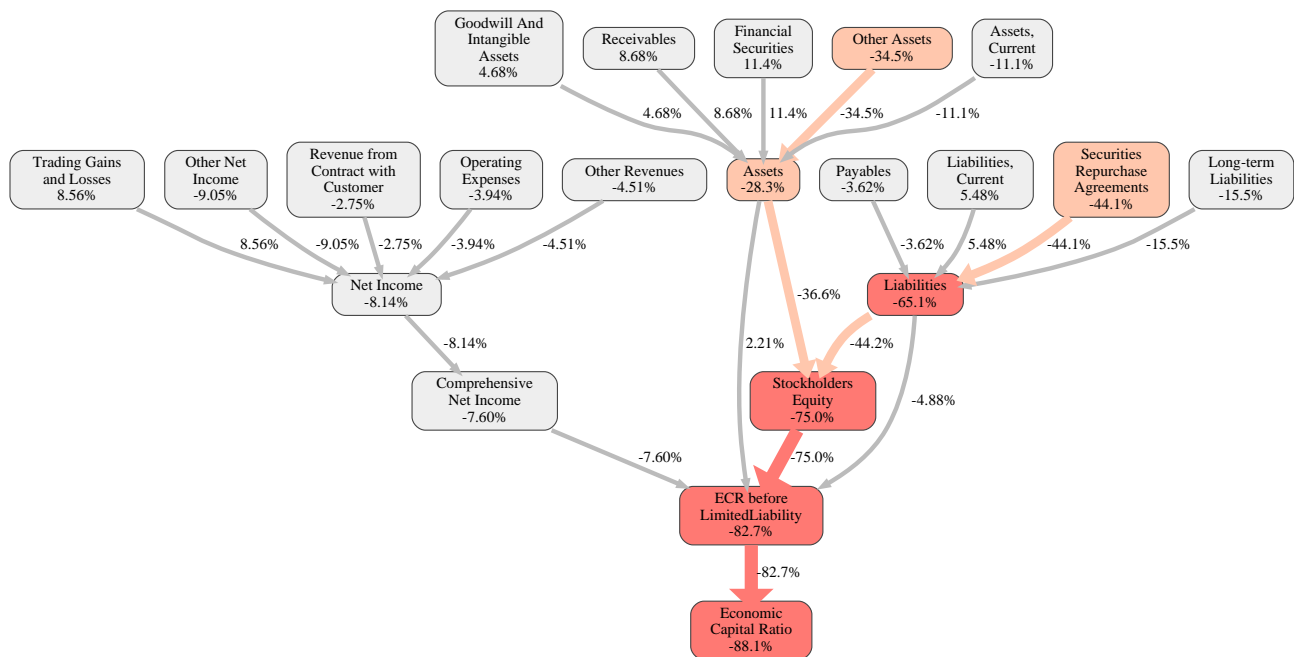 Goodwill And
Intangible
Assets
4.68%
Receivables
8.68%
Financial
Securities
11.4%
Other Assets
-34.5%
Assets,
Current
-11.1%
4.68%
8.68%
11.4%
-34.5%
-11.1%
Trading Gains
and Losses
8.56%
Other Net
Income
-9.05%
Revenue from
Contract with
Customer
-2.75%
Operating
Expenses
-3.94%
Other Revenues
-4.51%
Assets
-28.3%
Payables
-3.62%
Liabilities,
Current
5.48%
Securities
Repurchase
Agreements
-44.1%
Long-term
Liabilities
-15.5%
8.56%
-9.05%
-2.75%
-3.94%
-4.51%
-3.62%
5.48%
-44.1%
-15.5%
Net Income
-8.14%
Liabilities
-65.1%
-36.6%
-8.14%
2.21%
-44.2%
Comprehensive
Net Income
-7.60%
Stockholders
Equity
-75.0%
-4.88%
-7.60%
-75.0%
ECR before
LimitedLiability
-82.7%
-82.7%
Economic
Capital Ratio
-88.1%